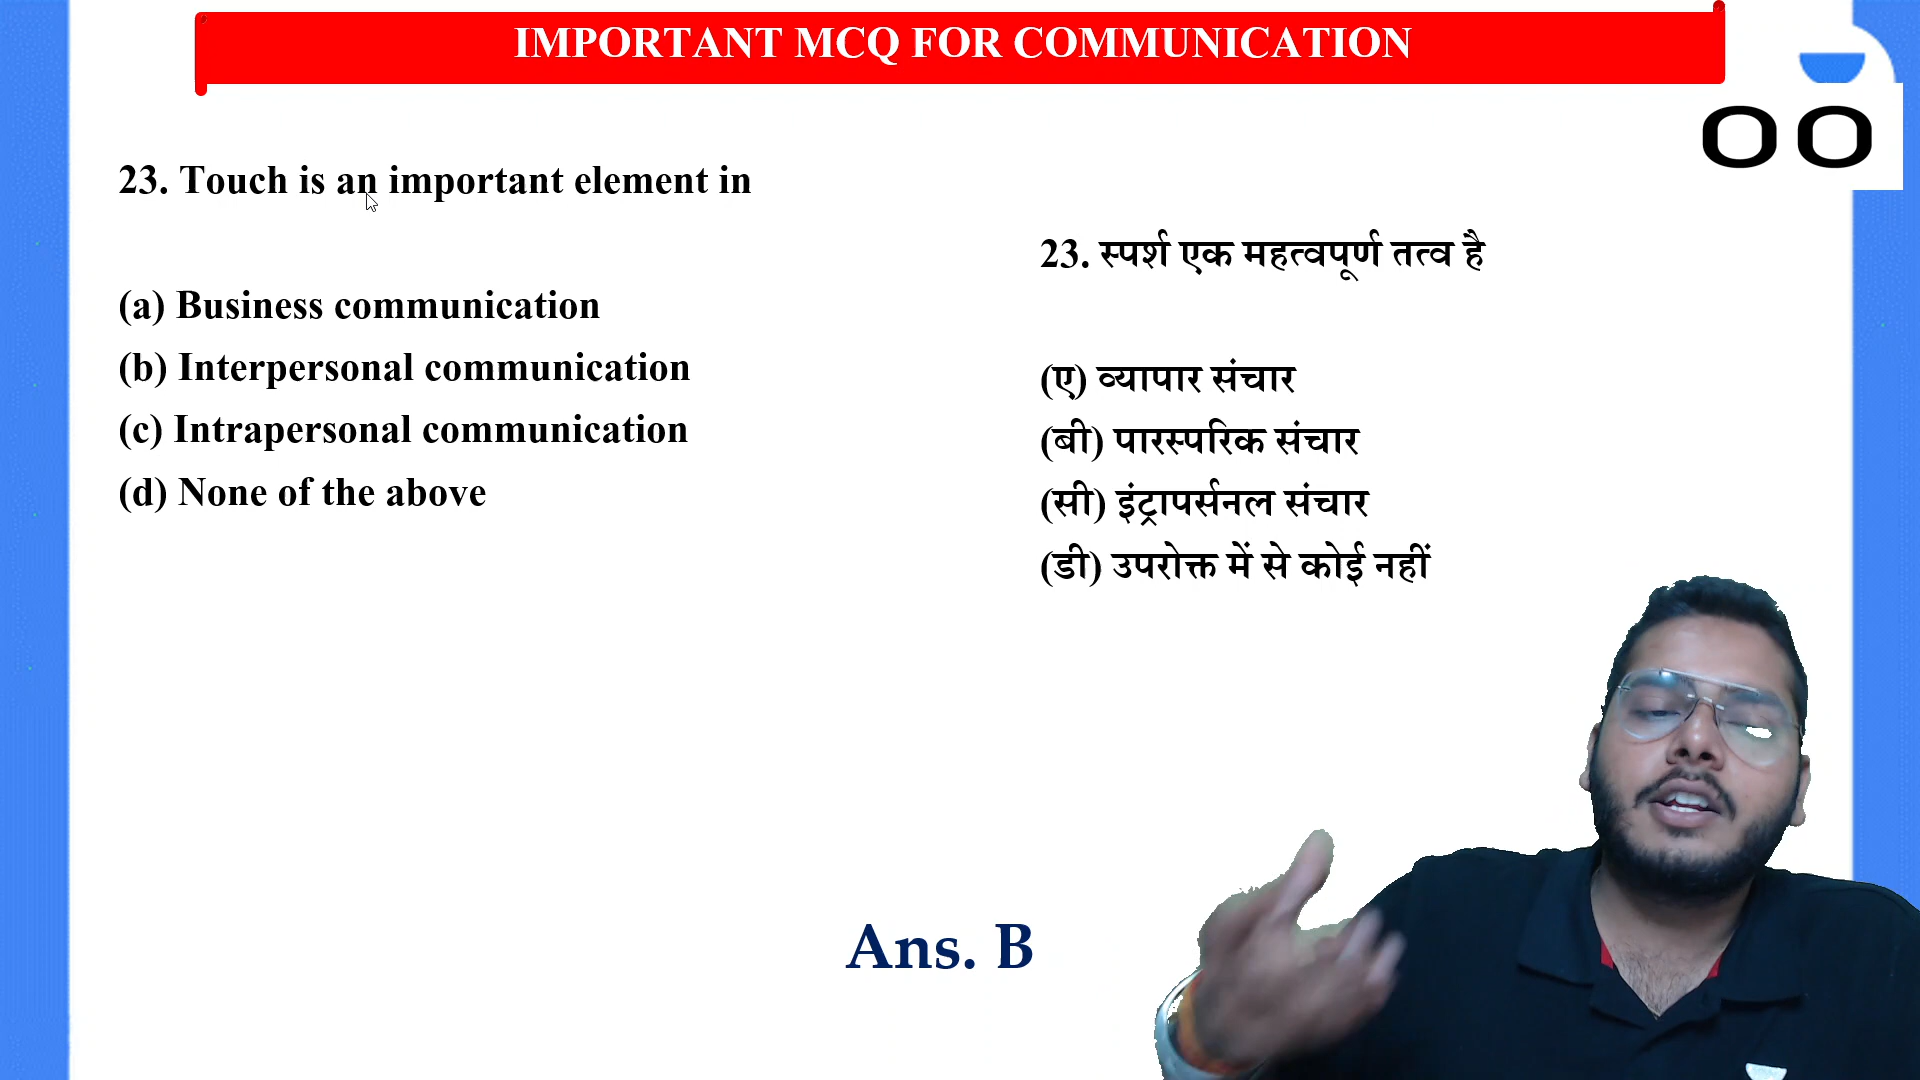 IMPORTANT MCQ FOR COMMUNICATION
23. Touch is an important element in
(a) Business communication
(b) Interpersonal communication
(c) Intrapersonal communication
(d) None of the above
23. स्पर्श एक महत्वपूर्ण तत्व है
(ए) व्यापार संचार
(बी) पारस्परिक संचार
(सी) इंट्रापर्सनल संचार
(डी) उपरोक्त में से कोई नहीं
Ans. B